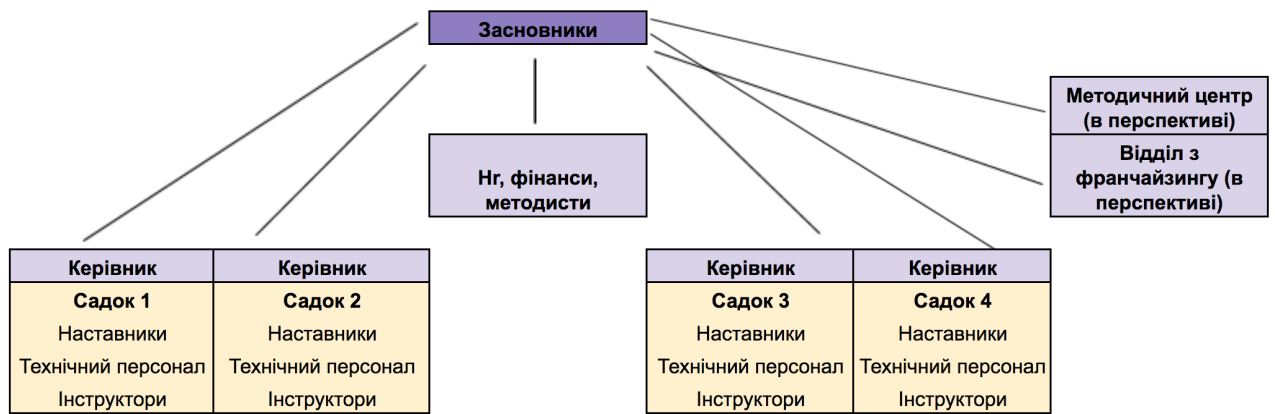 Засновники
Методичний центр
(в перспективі)
Відділ з
франчайзингу (в
перспективі)
Hr, фінанси,
методисти
Керівник
Садок 1
Наставники
Технічний персонал
Інструктори
Керівник
Садок 2
Наставники
Технічний персонал
Інструктори
Керівник
Садок 3
Наставники
Технічний персонал
Інструктори
Керівник
Садок 4
Наставники
Технічний персонал
Інструктори